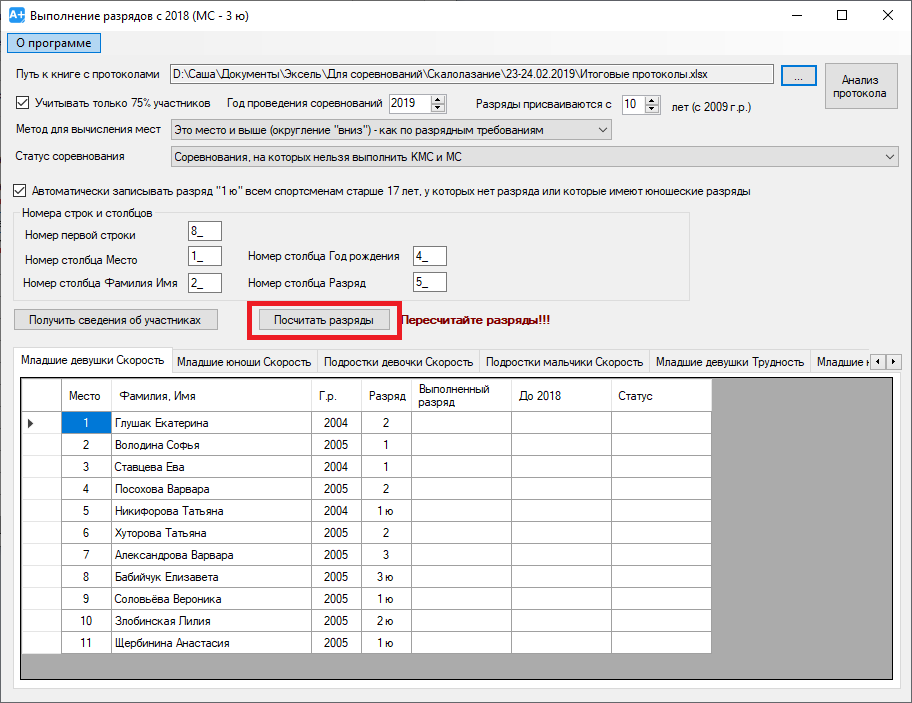 A+ Выполнение разрядов с 2018 (МС - 3 ю)
О программе
Путь к книге с протоколами D:\Саша\Документы\Эксель\Для соревнований\Скалолазание\23-24.02.2019\Итоговые протоколы.xlsx ... Анализ протокола
Учитывать только 75% участников Год проведения соревнований 2019 Разряды присваиваются с 10 лет (с 2009 г.р.)
Метод для вычисления мест Это место и выше (округление "вниз") - как по разрядным требованиям
Статус соревнования Соревнования, на которых нельзя выполнить КМС и МС
Автоматически записывать разряд "1 ю" всем спортсменам старше 17 лет, у которых нет разряда или которые имеют юношеские разряды
Номера строк и столбцов
Номер первой строки 8_
Номер столбца Место 1_ Номер столбца Год рождения 4_
Номер столбца Фамилия Имя 2_ Номер столбца Разряд 5_
Получить сведения об участниках Посчитать разряды Пересчитайте разряды!!!
Младшие девушки Скорость Младшие юноши Скорость Подростки девочки Скорость Подростки мальчики Скорость Младшие девушки Трудность Младшие
Место Фамилия, Имя Г.р. Разряд Выполненный разряд До 2018 Статус
1 Глушак Екатерина 2004 2
2 Володина Софья 2005 1
3 Ставцева Ева 2004 1
4 Посохова Варвара 2005 2
5 Никифорова Татьяна 2005 1 ю
6 Хуторова Татьяна 2005 2
7 Александрова Варвара 2005 3
8 Бабийчук Елизавета 2005 3 ю
9 Соловьёва Вероника 2005 1 ю
10 Злобинская Лилия 2005 2 ю
11 Щербинина Анастасия 2005 1 ю